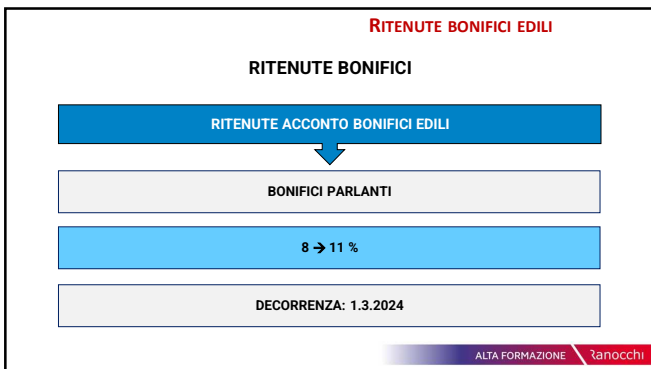 RITENUTE BONIFICI EDILI
RITENUTE BONIFICI
RITENUTE ACCONTO BONIFICI EDILI
BONIFICI PARLANTI
8 → 11 %
DECORRENZA: 1.3.2024
ALTA FORMAZIONE Ranocchi